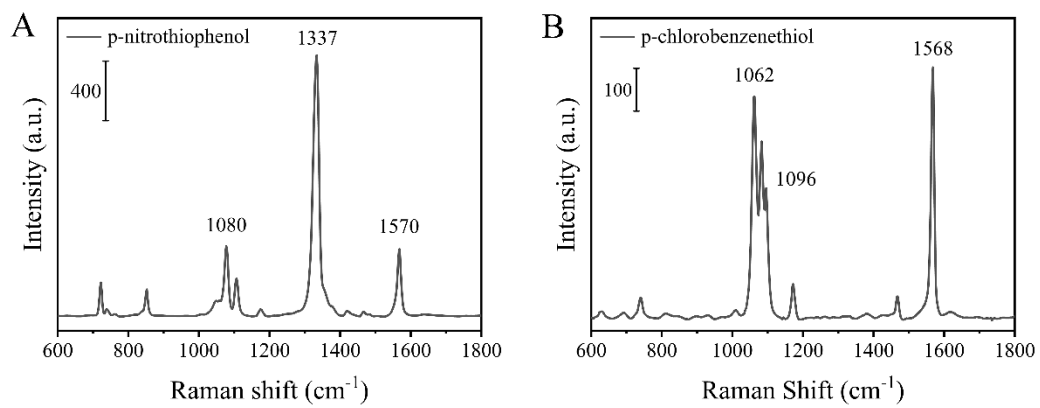 A
p-nitrothiophenol
1337
400
1080
1570
Intensity (a.u.)
600 800 1000 1200 1400 1600 1800
Raman shift (cm⁻¹)
B
p-chlorobenzenethiol
1568
1062
100
1096
Intensity (a.u.)
600 800 1000 1200 1400 1600 1800
Raman Shift (cm⁻¹)